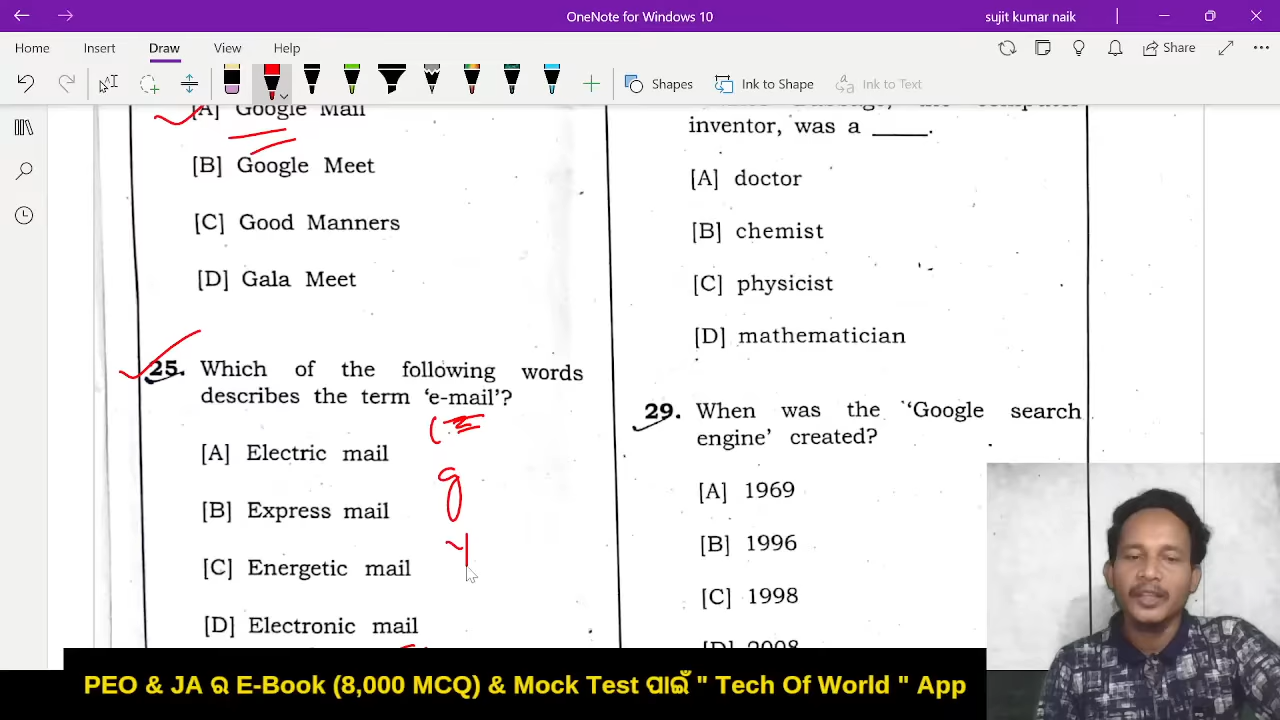 OneNote for Windows 10
sujit kumar naik
Home
Insert
Draw
View
Help
Share
Shapes
Ink to Shape
Ink to Text
[A] Google Mail
[B] Google Meet
[C] Good Manners
[D] Gala Meet
25. Which of the following words
describes the term ‘e-mail’?
[A] Electric mail
[B] Express mail
[C] Energetic mail
[D] Electronic mail
g
y
inventor, was a _____.
[A] doctor
[B] chemist
[C] physicist
[D] mathematician
29. When was the ‘Google search
engine’ created?
[A] 1969
[B] 1996
[C] 1998
[D] 2008
PEO & JA ର E-Book (8,000 MCQ) & Mock Test ପାଇଁ " Tech Of World " App